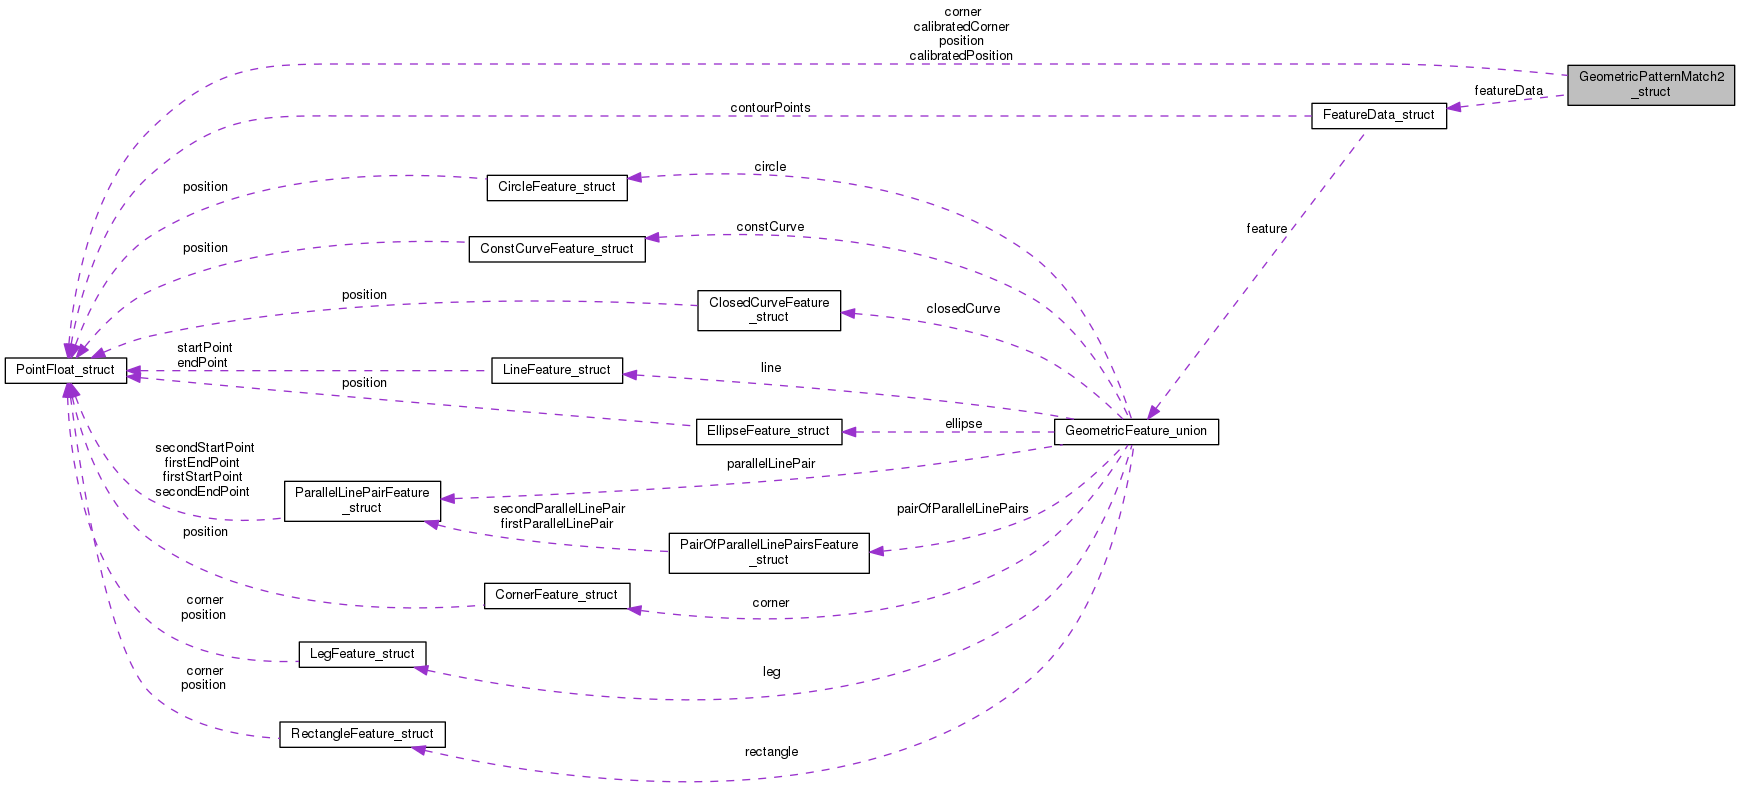 corner
calibratedCorner
position
calibratedPosition
GeometricPatternMatch2
_struct
featureData
contourPoints
FeatureData_struct
circle
position
CircleFeature_struct
constCurve
feature
position
ConstCurveFeature_struct
position
ClosedCurveFeature
_struct
closedCurve
startPoint
endPoint
PointFloat_struct
LineFeature_struct
line
position
EllipseFeature_struct
ellipse
GeometricFeature_union
secondStartPoint
firstEndPoint
firstStartPoint
secondEndPoint
parallelLinePair
ParallelLinePairFeature
_struct
secondParallelLinePair
firstParallelLinePair
pairOfParallelLinePairs
position
PairOfParallelLinePairsFeature
_struct
CornerFeature_struct
corner
corner
position
LegFeature_struct
leg
corner
position
RectangleFeature_struct
rectangle